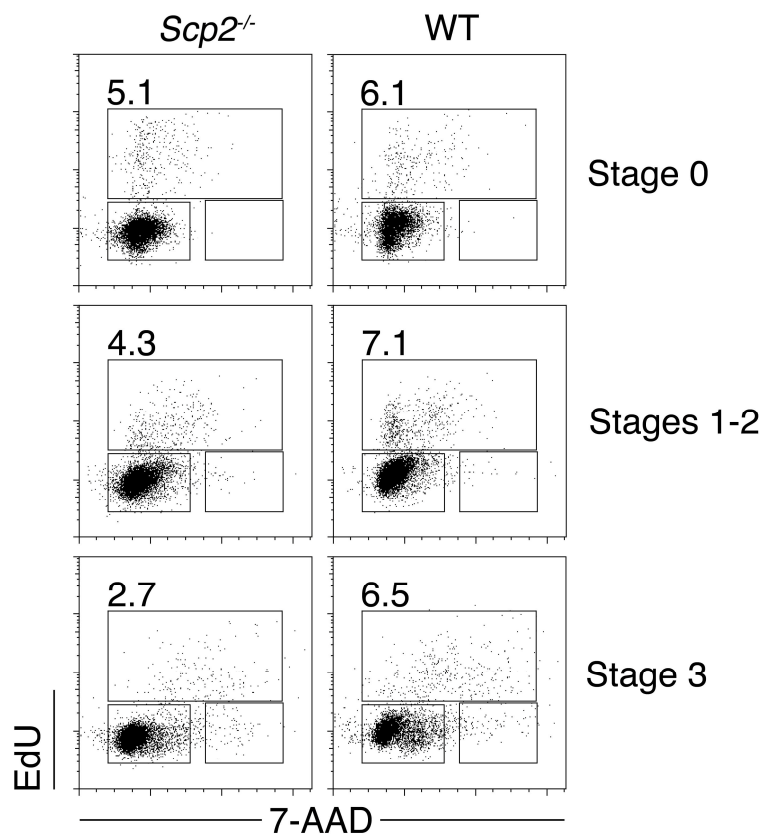 Scp2-/- WT
5.1 6.1
Stage 0
4.3 7.1
Stages 1-2
2.7 6.5
Stage 3
EdU
7-AAD